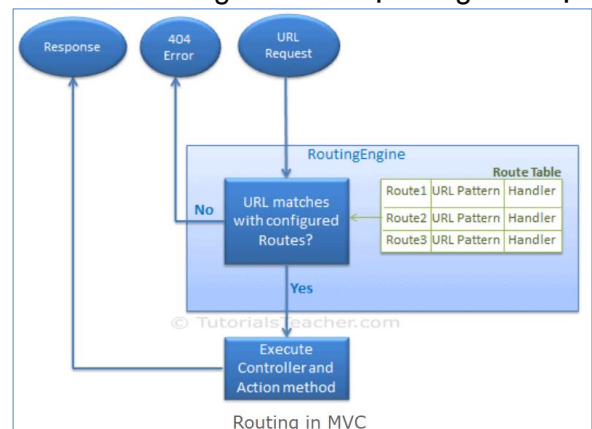 Response
404
Error
URL
Request
RoutingEngine
Route Table
Route1 URL Pattern Handler
Route2 URL Pattern Handler
Route3 URL Pattern Handler
No
URL matches
with configured
Routes?
Yes
© TutorialsTeacher.com
Execute
Controller and
Action method
Routing in MVC